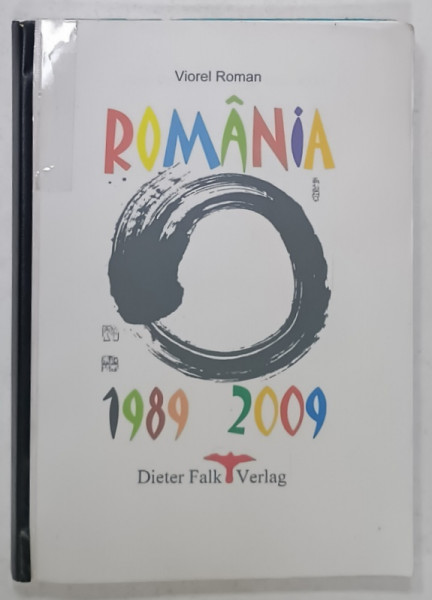 Viorel Roman
ROMÂNiA
1989 2009
Dieter Falk Verlag